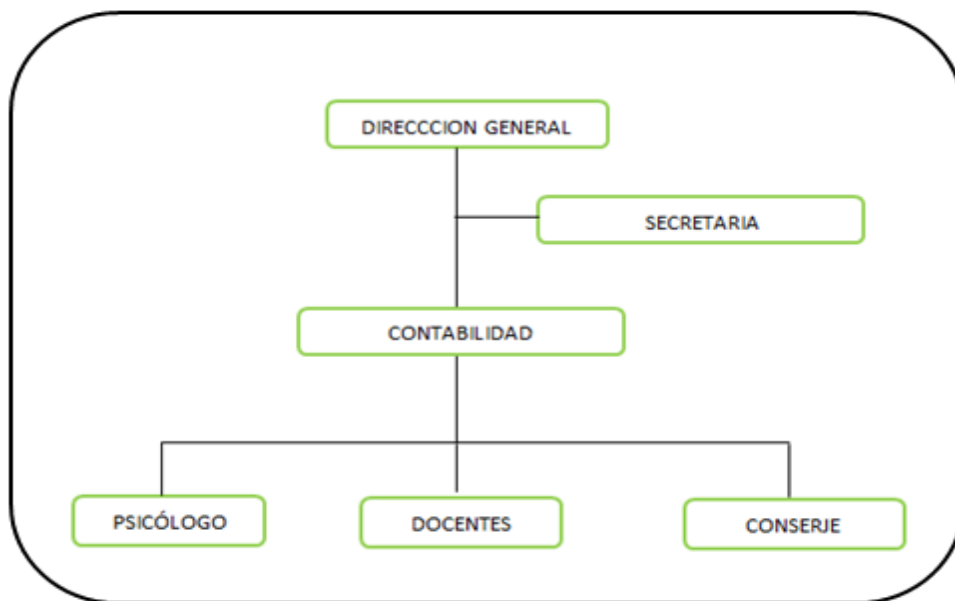 DIRECCCION GENERAL
SECRETARIA
CONTABILIDAD
PSICÓLOGO
DOCENTES
CONSERJE